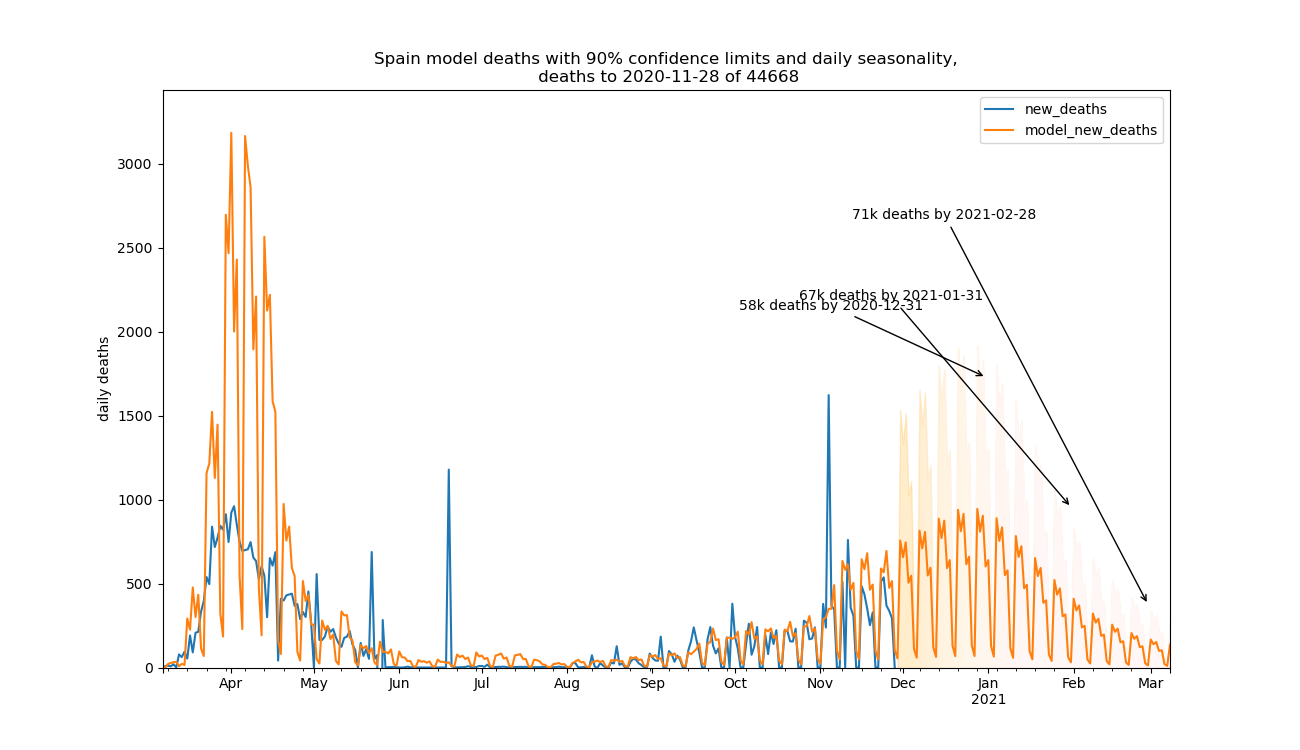 Spain model deaths with 90% confidence limits and daily seasonality,
deaths to 2020-11-28 of 44668
new_deaths
model_new_deaths
71k deaths by 2021-02-28
67k deaths by 2021-01-31
58k deaths by 2020-12-31
daily deaths
3000
2500
2000
1500
1000
500
0
Apr May Jun Jul Aug Sep Oct Nov Dec Jan Feb Mar
2021